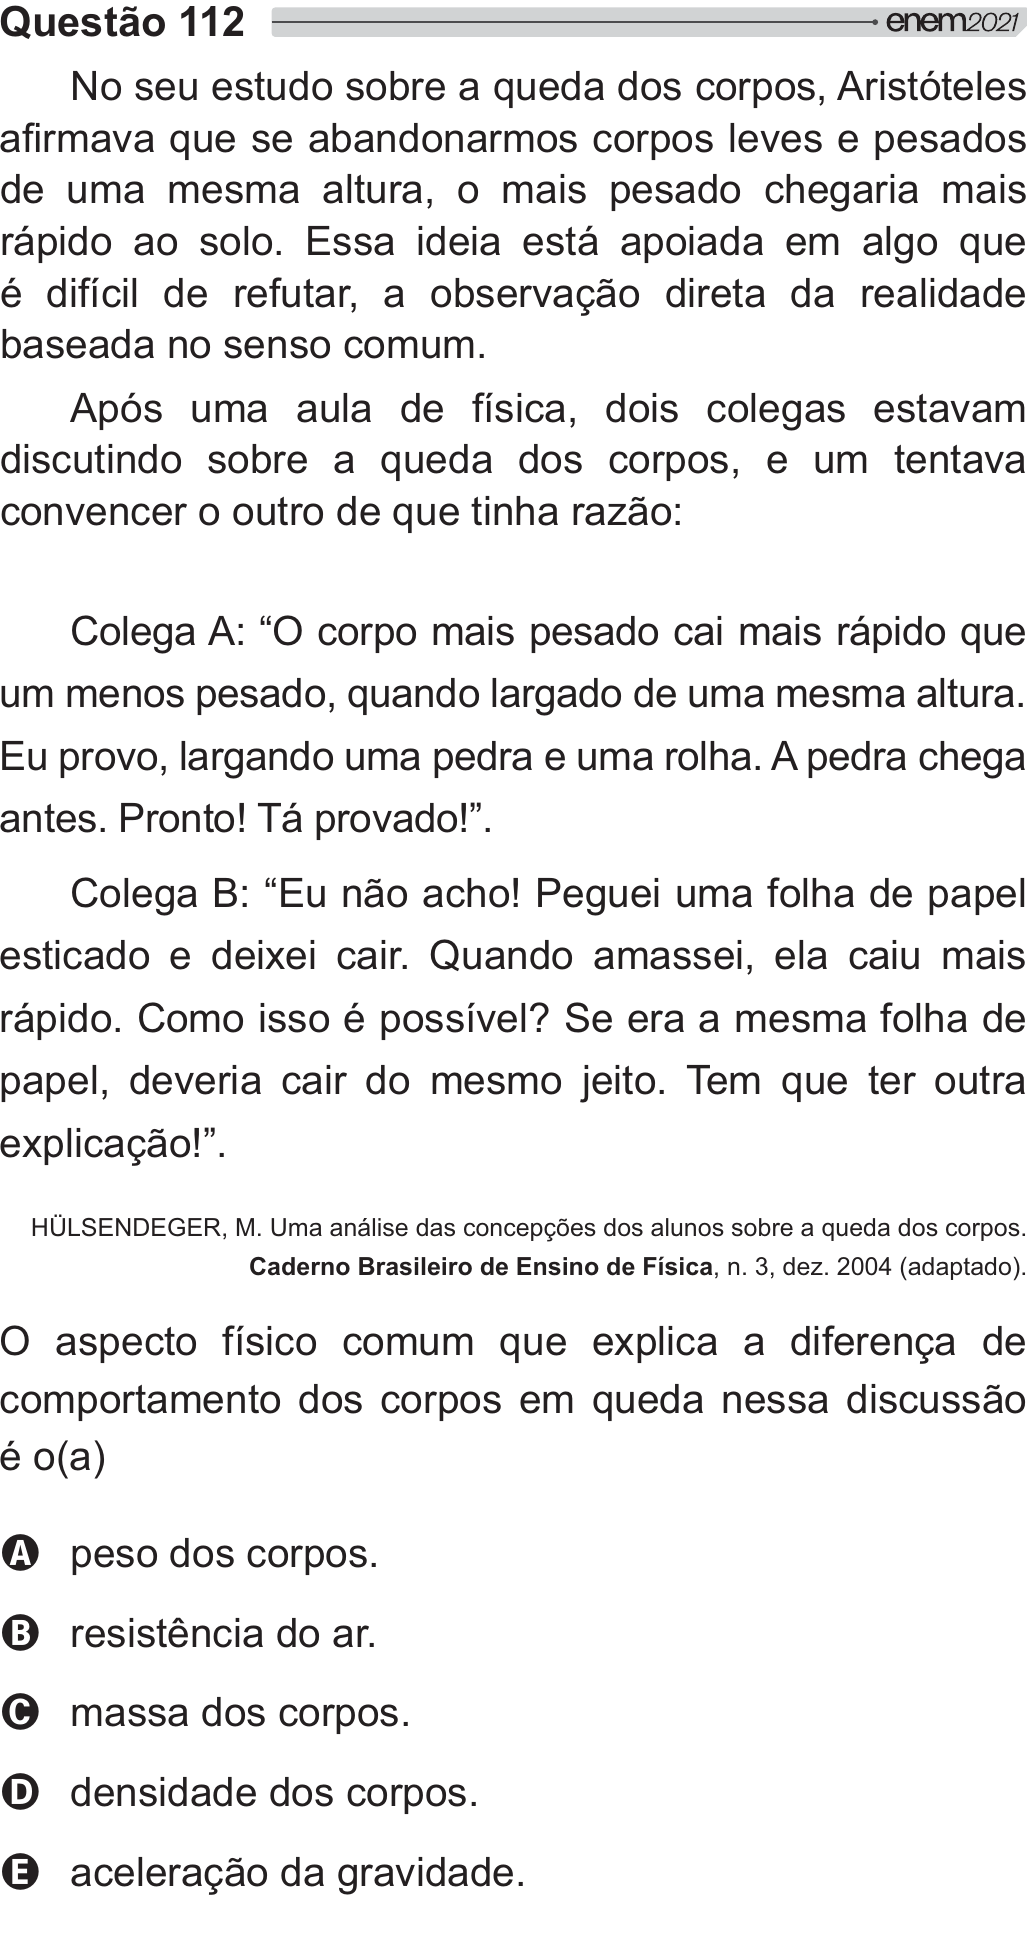 Questão 112 enem2021
No seu estudo sobre a queda dos corpos, Aristóteles
afirmava que se abandonarmos corpos leves e pesados
de uma mesma altura, o mais pesado chegaria mais
rápido ao solo. Essa ideia está apoiada em algo que
é difícil de refutar, a observação direta da realidade
baseada no senso comum.
Após uma aula de física, dois colegas estavam
discutindo sobre a queda dos corpos, e um tentava
convencer o outro de que tinha razão:
Colega A: “O corpo mais pesado cai mais rápido que
um menos pesado, quando largado de uma mesma altura.
Eu provo, largando uma pedra e uma rolha. A pedra chega
antes. Pronto! Tá provado!”.
Colega B: “Eu não acho! Peguei uma folha de papel
esticado e deixei cair. Quando amassei, ela caiu mais
rápido. Como isso é possível? Se era a mesma folha de
papel, deveria cair do mesmo jeito. Tem que ter outra
explicação!”.
HÜLSENDEGER, M. Uma análise das concepções dos alunos sobre a queda dos corpos.
Caderno Brasileiro de Ensino de Física, n. 3, dez. 2004 (adaptado).
O aspecto físico comum que explica a diferença de
comportamento dos corpos em queda nessa discussão
é o(a)
A peso dos corpos.
B resistência do ar.
C massa dos corpos.
D densidade dos corpos.
E aceleração da gravidade.